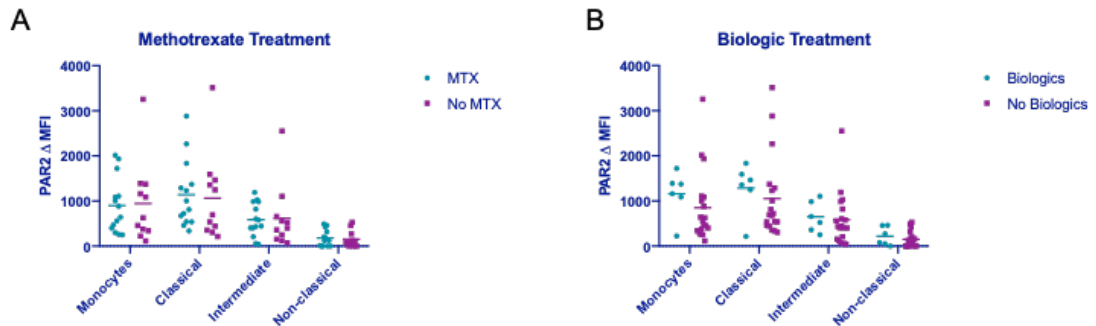 A
Methotrexate Treatment
PAR2 Δ MFI
4000
3000
2000
1000
0
Monocytes
Classical
Intermediate
Non-classical
MTX
No MTX
B
Biologic Treatment
PAR2 Δ MFI
4000
3000
2000
1000
0
Monocytes
Classical
Intermediate
Non-classical
Biologics
No Biologics